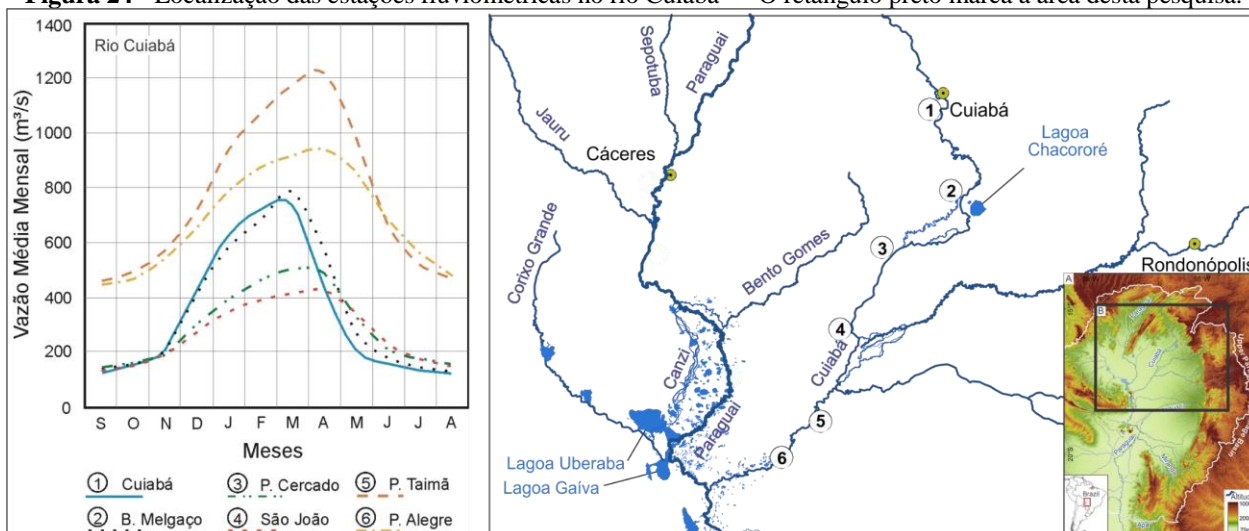 Figura 24 - Localização das estações fluviométricas no rio Cuiabá O retângulo preto marca a área desta pesquisa.
Rio Cuiabá
Vazão Média Mensal (m³/s)
1400
1200
1000
800
600
400
200
0
S O N D J F M A M J J A
Meses
1 Cuiabá
3 P. Cercado
5 P. Taimã
2 B. Melgaço
4 São João
6 P. Alegre
Sepotuba
Paraguai
Jauru
Cáceres
1
Cuiabá
Lagoa
Chacororé
2
3
Corixo Grande
Bento Gomes
Rondonópolis
Canzi
4
Cuiabá
Paraguai
5
6
Lagoa Uberaba
Lagoa Gaíva
A
B
Brazil